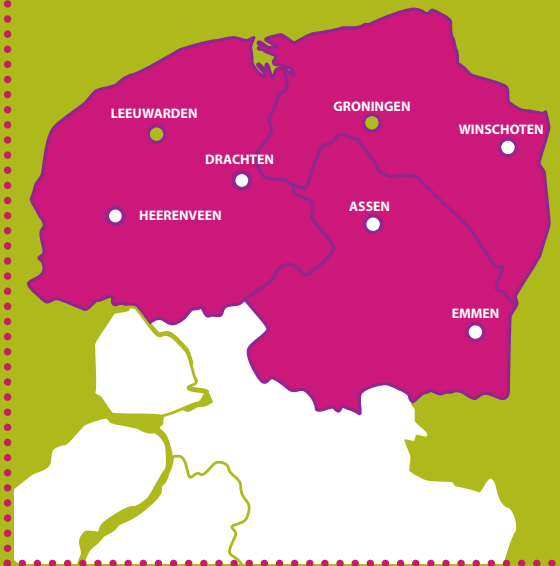 LEEUWARDEN
GRONINGEN
WINSCHOTEN
DRACHTEN
ASSEN
HEERENVEEN
EMMEN